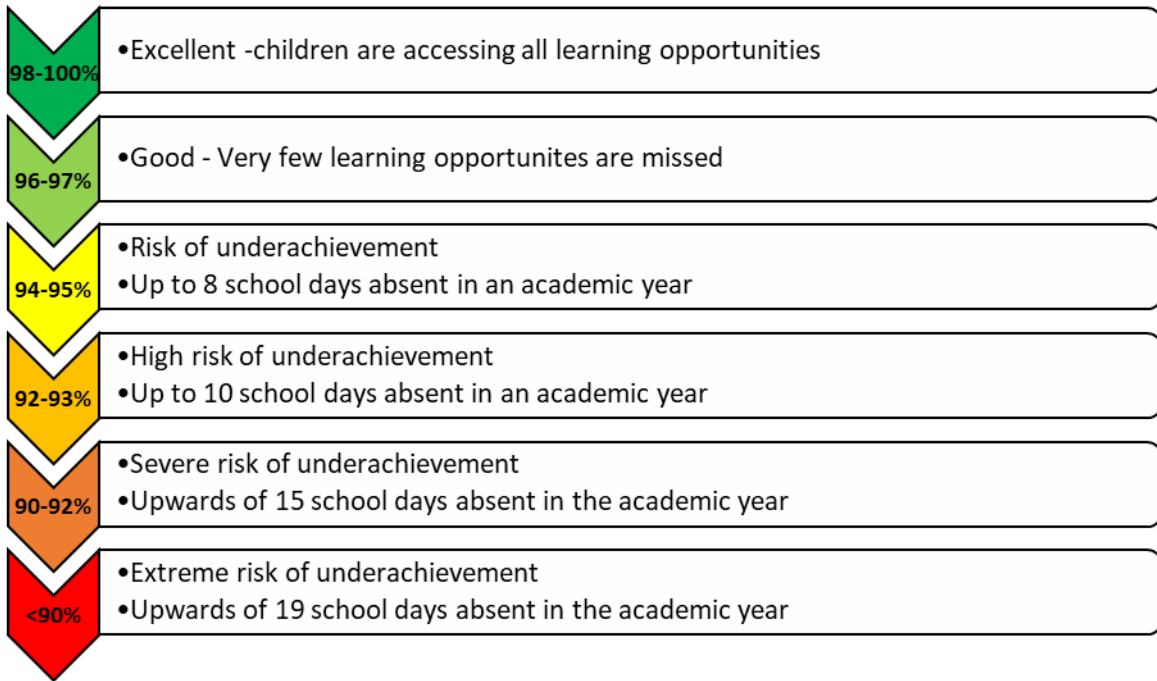 98-100%
•Excellent -children are accessing all learning opportunities
96-97%
•Good - Very few learning opportunites are missed
94-95%
•Risk of underachievement
•Up to 8 school days absent in an academic year
92-93%
•High risk of underachievement
•Up to 10 school days absent in an academic year
90-92%
•Severe risk of underachievement
•Upwards of 15 school days absent in the academic year
<90%
•Extreme risk of underachievement
•Upwards of 19 school days absent in the academic year